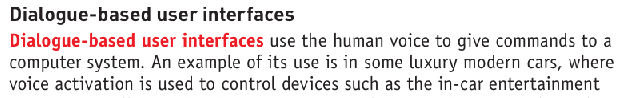 Dialogue-based user interfaces
Dialogue-based user interfaces use the human voice to give commands to a
computer system. An example of its use is in some luxury modern cars, where
voice activation is used to control devices such as the in-car entertainment